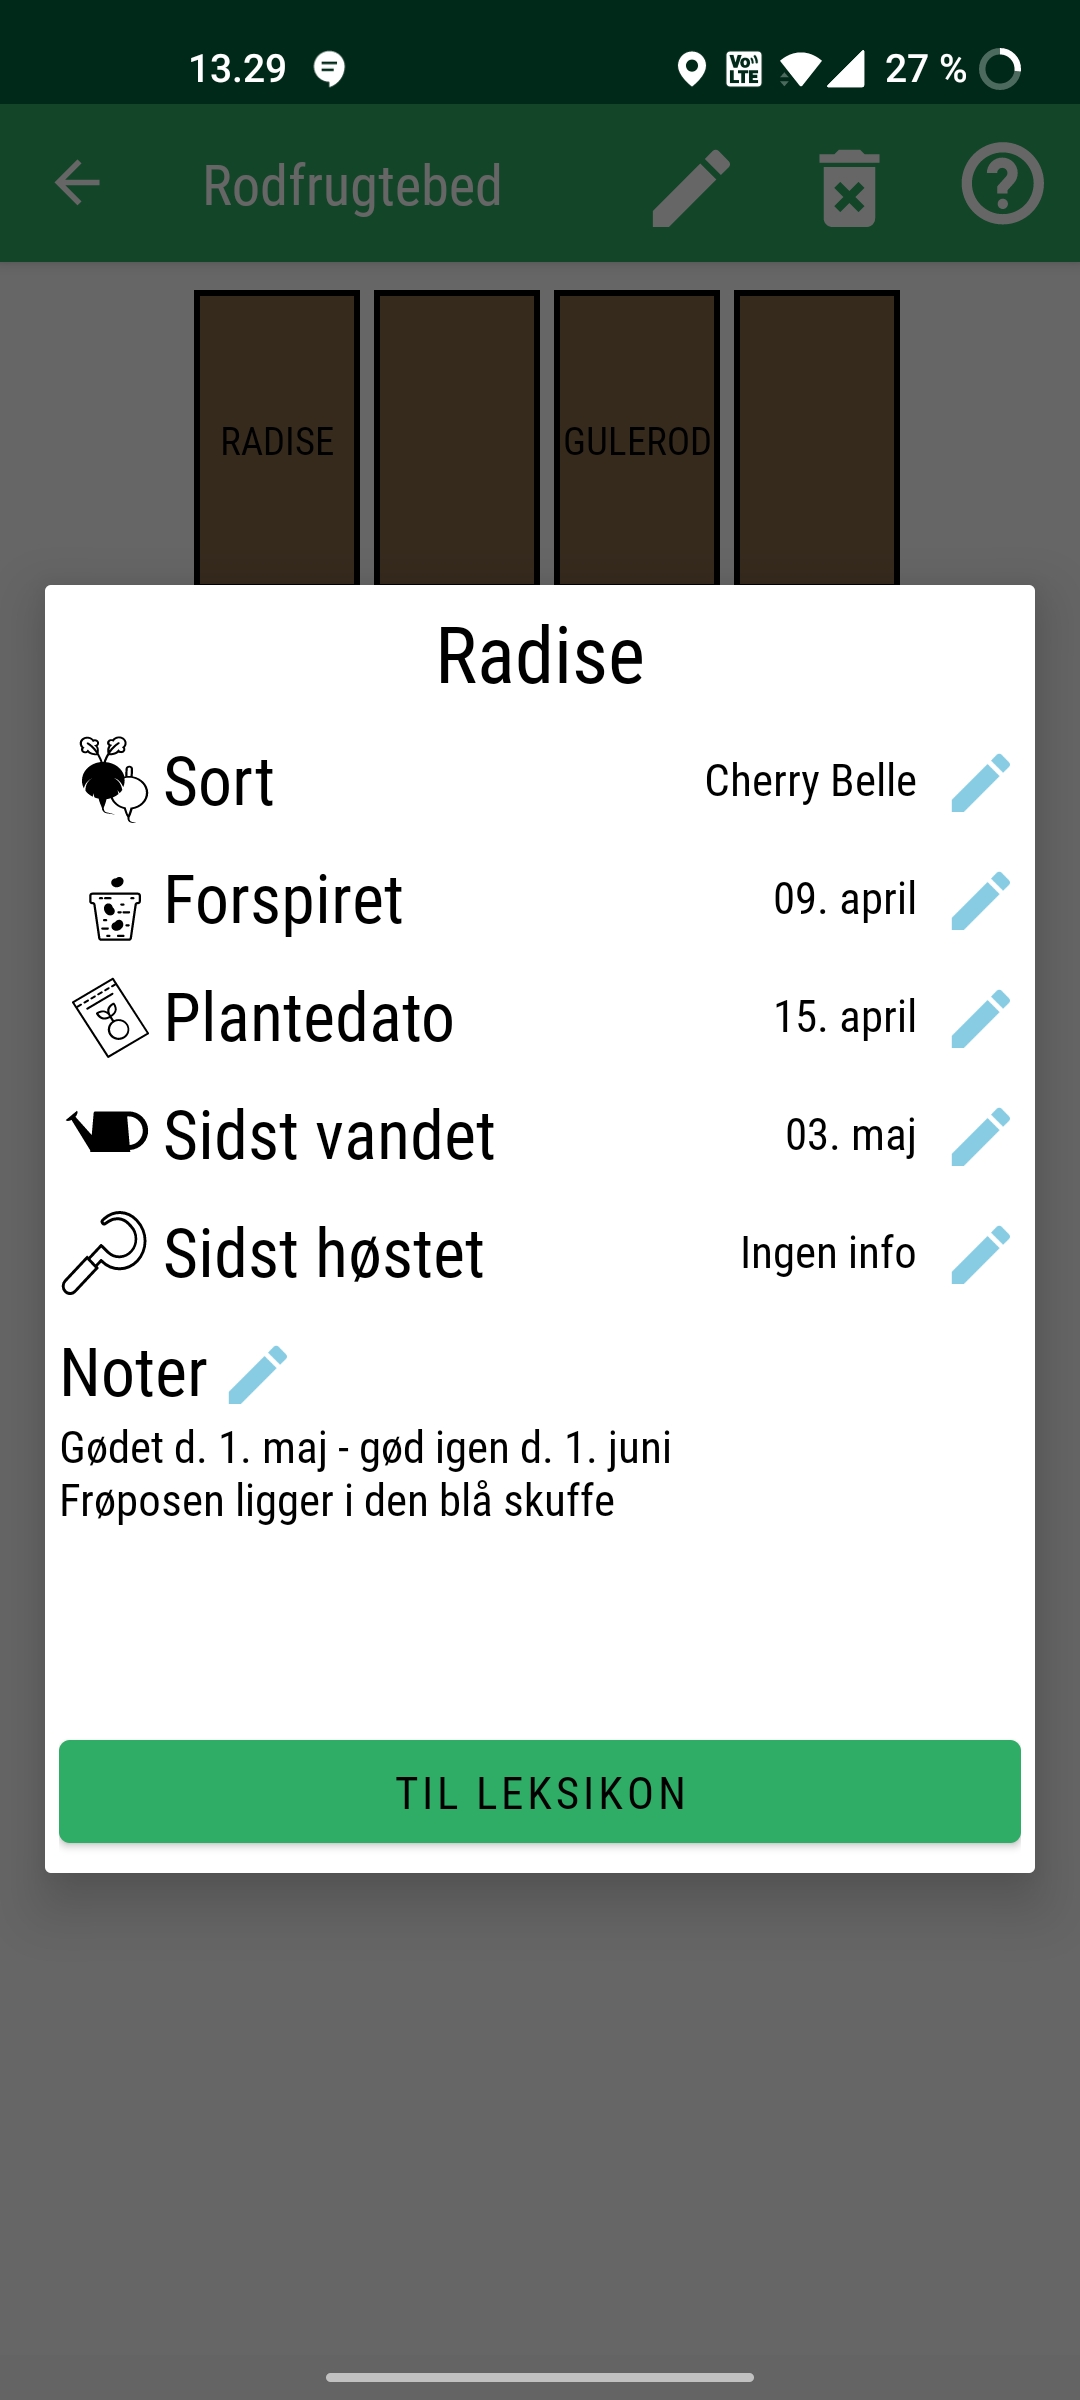 13.29
VoLTE
27 %
Rodfrugtebed
RADISE GULEROD
Radise
Sort Cherry Belle
Forspiret 09. april
Plantedato 15. april
Sidst vandet 03. maj
Sidst høstet Ingen info
Noter
Gødet d. 1. maj - gød igen d. 1. juni
Frøposen ligger i den blå skuffe
TIL LEKSIKON